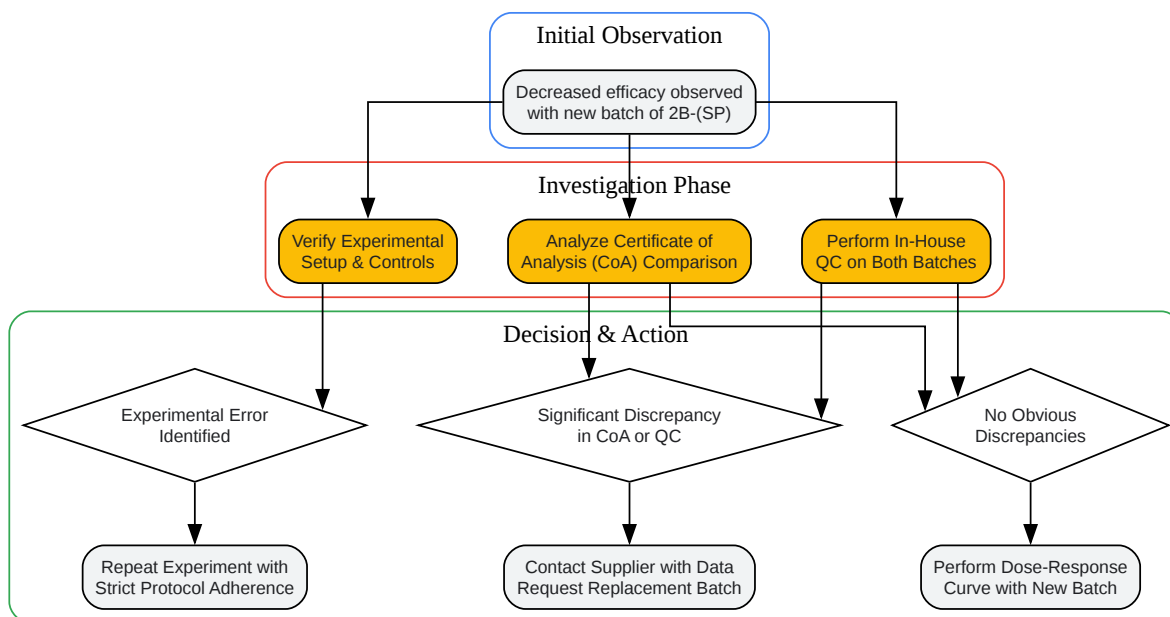 Initial Observation
Decreased efficacy observed
with new batch of 2B-(SP)
Investigation Phase
Verify Experimental
Setup & Controls
Analyze Certificate of
Analysis (CoA) Comparison
Perform In-House
QC on Both Batches
Decision & Action
Experimental Error
Identified
Significant Discrepancy
in CoA or QC
No Obvious
Discrepancies
Repeat Experiment with
Strict Protocol Adherence
Contact Supplier with Data
Request Replacement Batch
Perform Dose-Response
Curve with New Batch